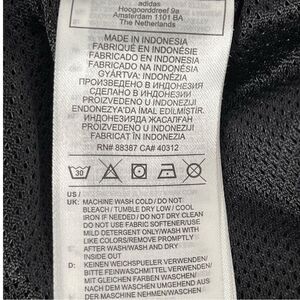 adidas
Hoogoorddreef 9a
Amsterdam 1101 BA
The Netherlands
MADE IN INDONESIA
FABRIQUÉ EN INDONÉSIE
FABRICADO EN INDONESIA
FABRICADO NA INDONÉSIA
GYÁRTVA: INDONÉZIA
ПРОИЗВЕДЕНО В ИНДОНЕЗИЯ
СДЕЛАНО В ИНДОНЕЗИИ
PROIZVEDENO U INDONEZIJI
ENDONEZYA'DA İMAL EDİLMİŞTİR.
ИНДОНЕЗИЯДА ЖАСАЛҒАН
PROIZVEDENO U INDONEZIJI
FABRICAT ÎN INDONEZIA
RN# 88387 CA# 40312
30
US /
UK: MACHINE WASH COLD / DO NOT
BLEACH / TUMBLE DRY LOW / COOL
IRON IF NEEDED / DO NOT DRY CLEAN
DO NOT USE FABRIC SOFTENER/USE
MILD DETERGENT ONLY/WASH WITH
LIKE COLORS/REMOVE PROMPTLY
AFTER WASH/WASH AND DRY
INSIDE OUT
D: KEINEN WEICHSPUELER VERWENDEN/
BITTE FEINWASCHMITTEL VERWENDEN/
MIT GLEICHEN FARBEN WASCHEN/
NACH DEM WASCHEN UMGEHEND AUS
DER MASCHINE NEHMEN/WASCHEN